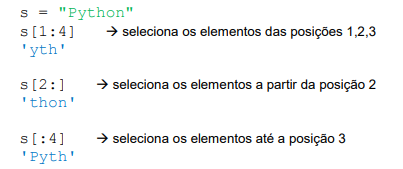 s = "Python"
s[1:4] → seleciona os elementos das posições 1,2,3
'yth'
s[2:] → seleciona os elementos a partir da posição 2
'thon'
s[:4] → seleciona os elementos até a posição 3
'Pyth'